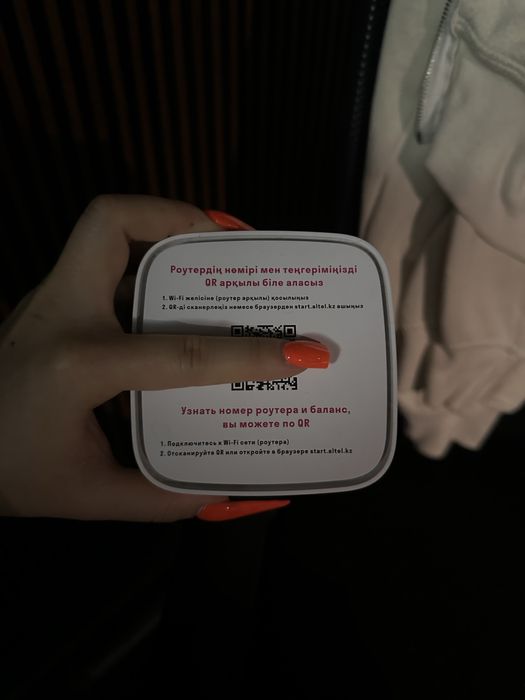 Роутердің нөмірі мен теңгеріміңізді
QR арқылы біле аласыз
1. Wi-Fi желісіне (роутер арқылы) қосылыңыз
2. QR-ді сканерлеңіз немесе браузерден start.altel.kz ашыңыз
Узнать номер роутера и баланс,
вы можете по QR
1. Подключитесь к Wi-Fi сети (роутера)
2. Отсканируйте QR или откройте в браузере start.altel.kz